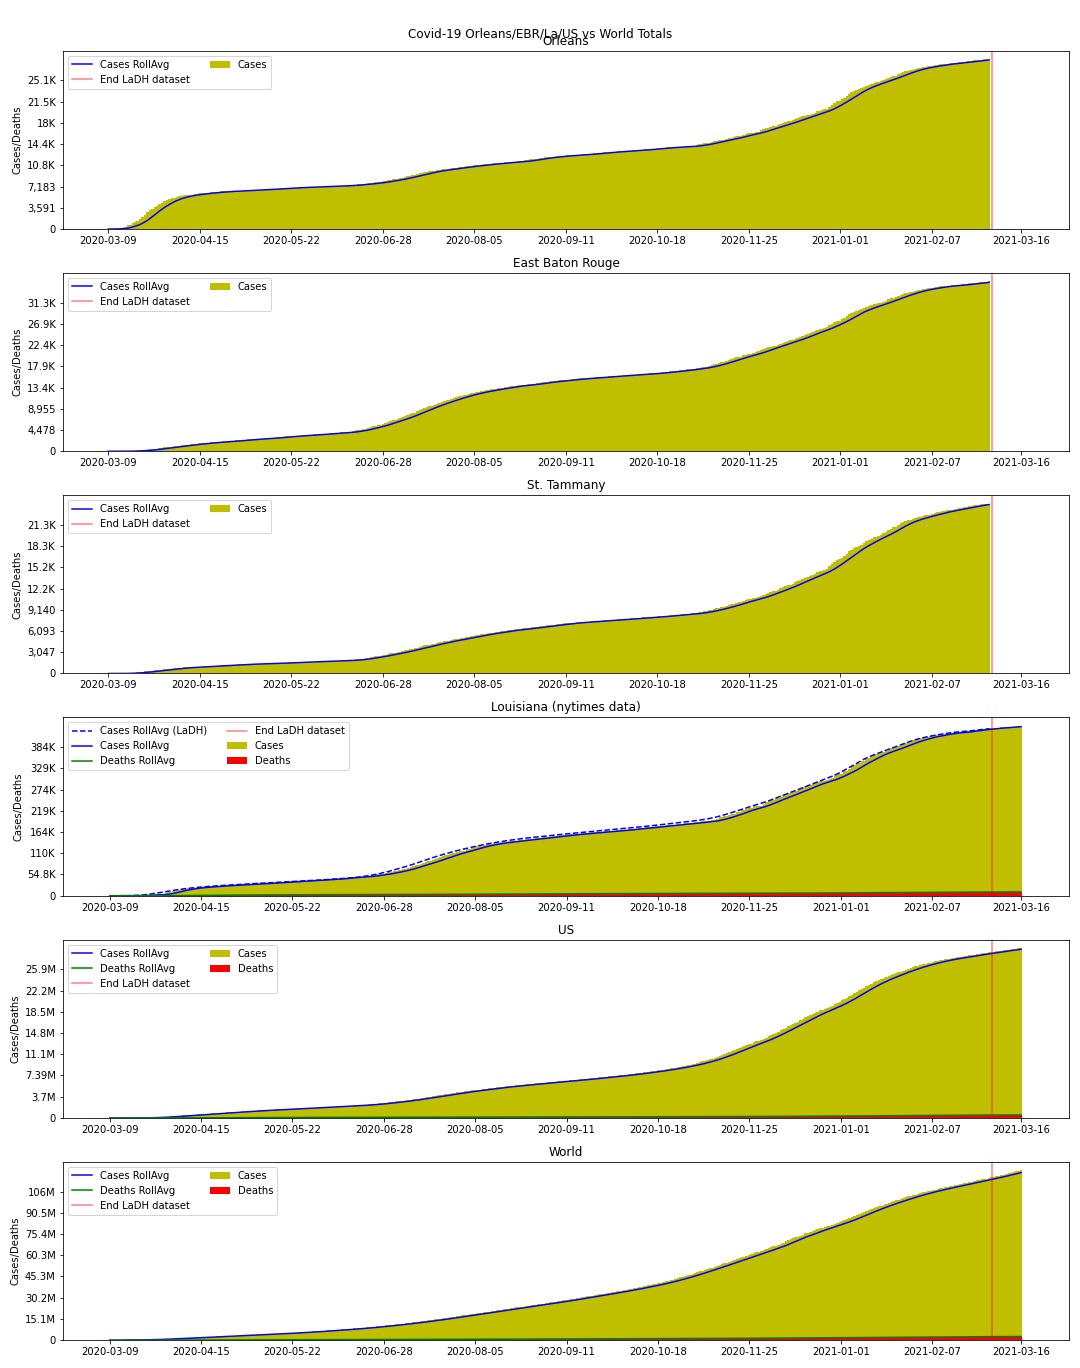 Covid-19 Orleans/EBR/La/US vs World Totals
Orleans
Cases RollAvg
End LaDH dataset
Cases
Cases/Deaths
25.1K
21.5K
18K
14.4K
10.8K
7,183
3,591
0
2020-03-09 2020-04-15 2020-05-22 2020-06-28 2020-08-05 2020-09-11 2020-10-18 2020-11-25 2021-01-01 2021-02-07 2021-03-16
East Baton Rouge
Cases RollAvg
End LaDH dataset
Cases
Cases/Deaths
31.3K
26.9K
22.4K
17.9K
13.4K
8,955
4,478
0
2020-03-09 2020-04-15 2020-05-22 2020-06-28 2020-08-05 2020-09-11 2020-10-18 2020-11-25 2021-01-01 2021-02-07 2021-03-16
St. Tammany
Cases RollAvg
End LaDH dataset
Cases
Cases/Deaths
21.3K
18.3K
15.2K
12.2K
9,140
6,093
3,047
0
2020-03-09 2020-04-15 2020-05-22 2020-06-28 2020-08-05 2020-09-11 2020-10-18 2020-11-25 2021-01-01 2021-02-07 2021-03-16
Louisiana (nytimes data)
Cases RollAvg (LaDH)
Cases RollAvg
Deaths RollAvg
End LaDH dataset
Cases
Deaths
Cases/Deaths
384K
329K
274K
219K
164K
110K
54.8K
0
2020-03-09 2020-04-15 2020-05-22 2020-06-28 2020-08-05 2020-09-11 2020-10-18 2020-11-25 2021-01-01 2021-02-07 2021-03-16
US
Cases RollAvg
Deaths RollAvg
End LaDH dataset
Cases
Deaths
Cases/Deaths
25.9M
22.2M
18.5M
14.8M
11.1M
7.39M
3.7M
0
2020-03-09 2020-04-15 2020-05-22 2020-06-28 2020-08-05 2020-09-11 2020-10-18 2020-11-25 2021-01-01 2021-02-07 2021-03-16
World
Cases RollAvg
Deaths RollAvg
End LaDH dataset
Cases
Deaths
Cases/Deaths
106M
90.5M
75.4M
60.3M
45.3M
30.2M
15.1M
0
2020-03-09 2020-04-15 2020-05-22 2020-06-28 2020-08-05 2020-09-11 2020-10-18 2020-11-25 2021-01-01 2021-02-07 2021-03-16